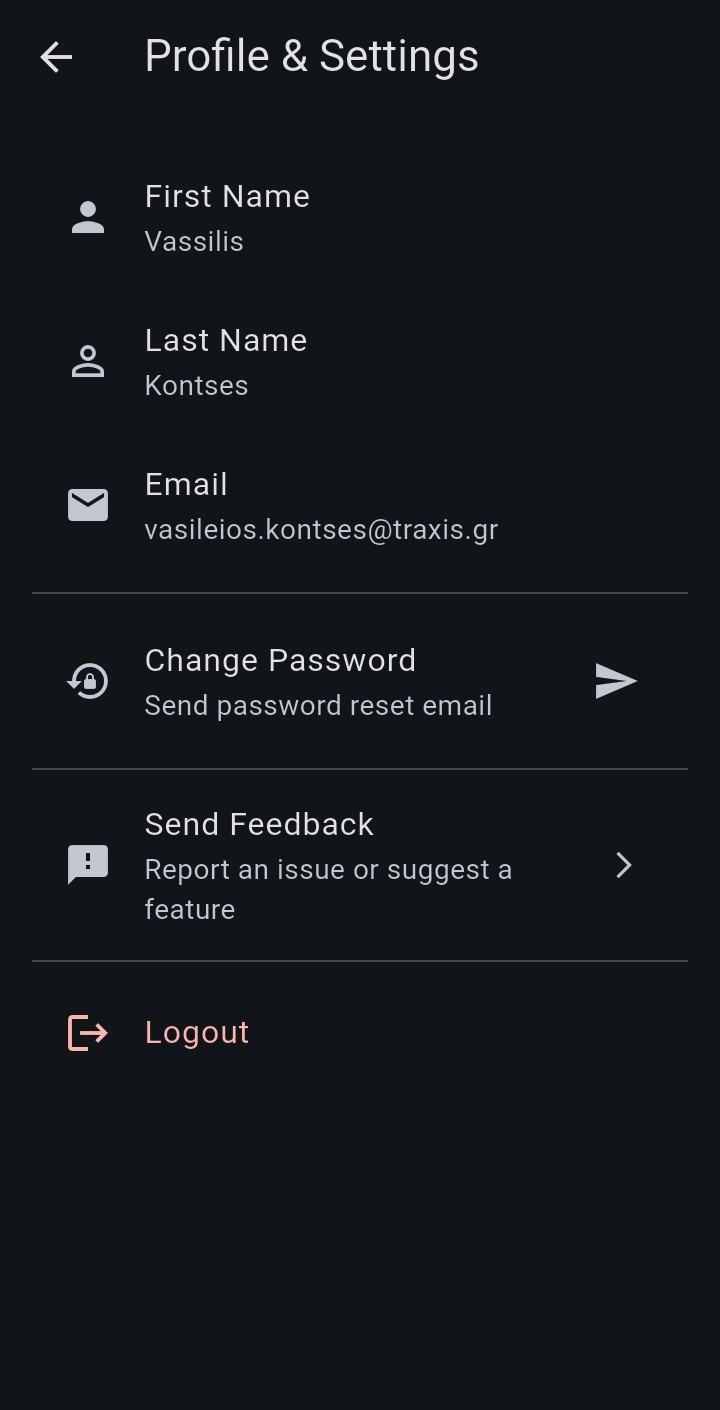 Profile & Settings
First Name
Vassilis
Last Name
Kontses
Email
vasileios.kontses@traxis.gr
Change Password
Send password reset email
Send Feedback
Report an issue or suggest a
feature
Logout